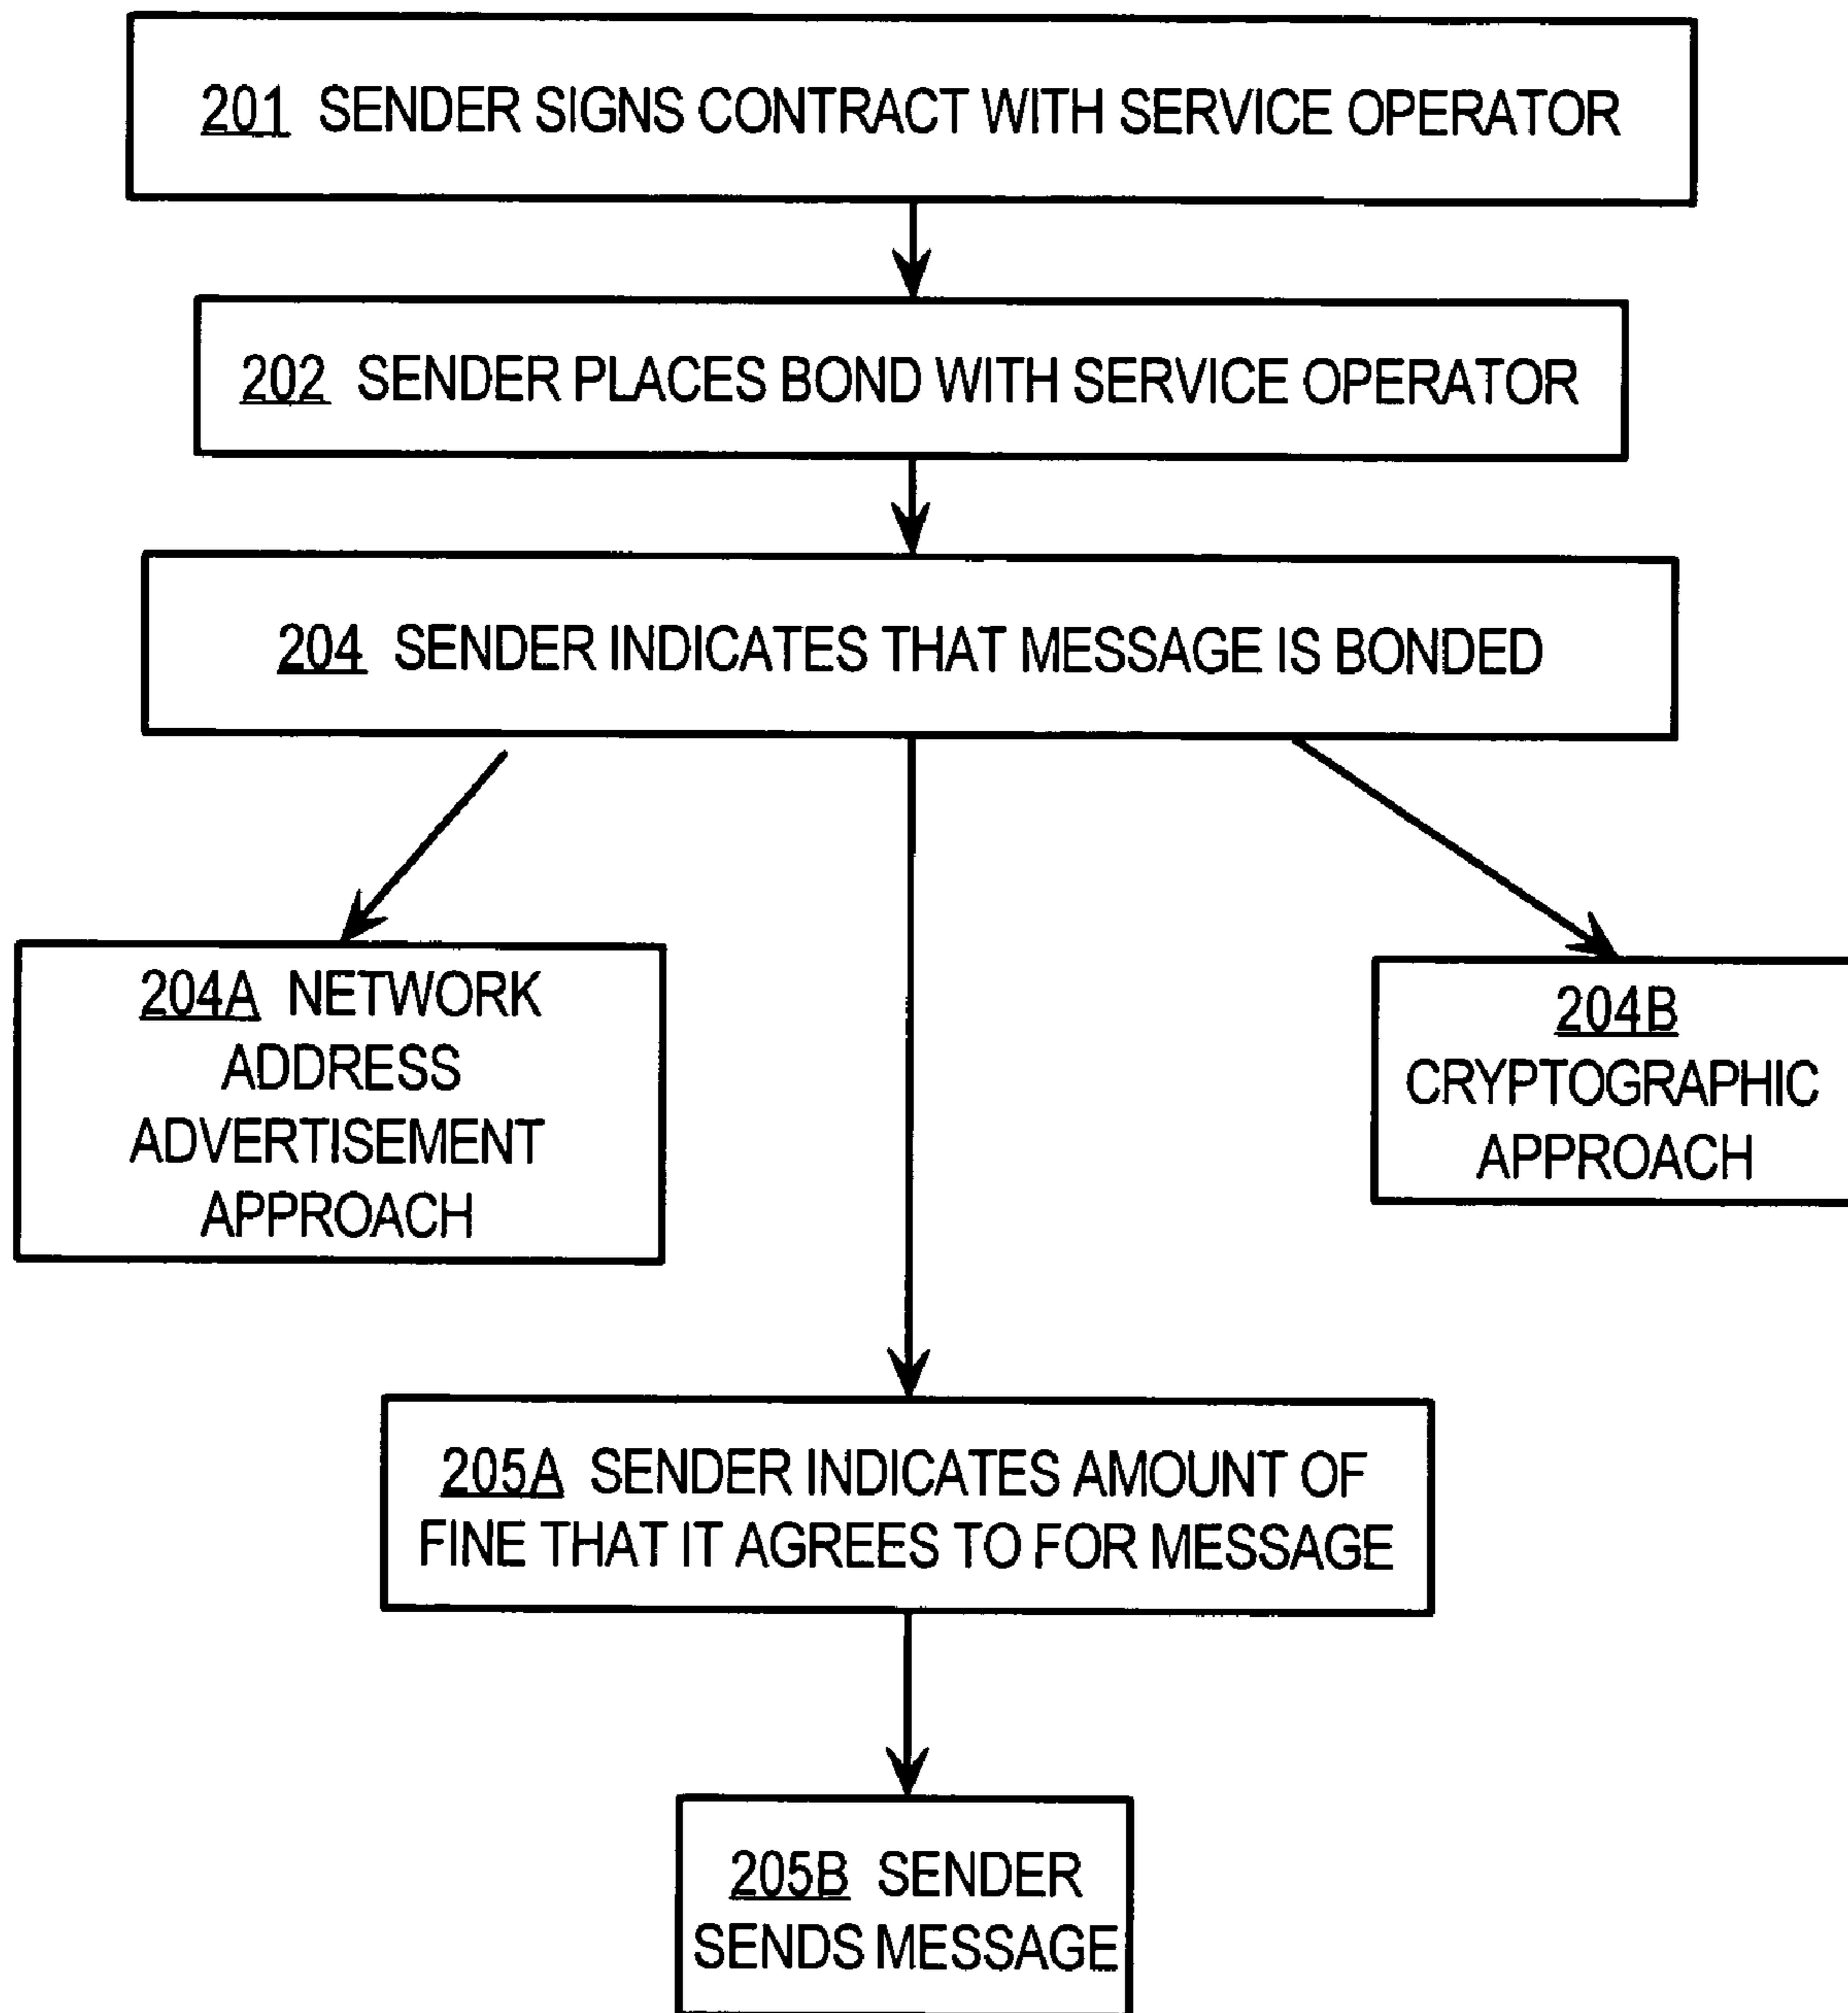 201 SENDER SIGNS CONTRACT WITH SERVICE OPERATOR
202 SENDER PLACES BOND WITH SERVICE OPERATOR
204 SENDER INDICATES THAT MESSAGE IS BONDED
204A NETWORK
ADDRESS
ADVERTISEMENT
APPROACH
204B
CRYPTOGRAPHIC
APPROACH
205A SENDER INDICATES AMOUNT OF
FINE THAT IT AGREES TO FOR MESSAGE
205B SENDER
SENDS MESSAGE